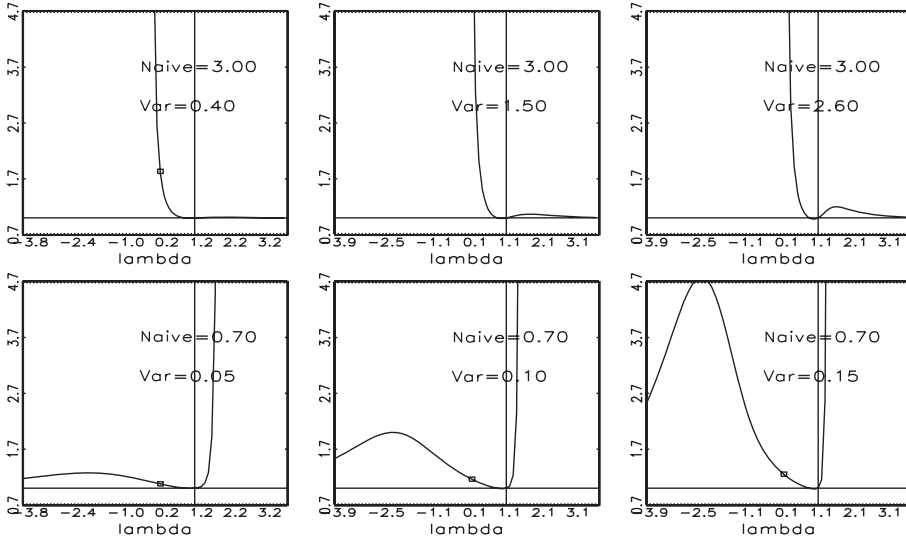 4.7
3.7
2.7
1.7
0.7
Naive=3.00
Var=0.40
-3.8 -2.4 -1.0 0.2 1.2 2.2 3.2
lambda
4.7
3.7
2.7
1.7
0.7
Naive=3.00
Var=1.50
-3.9 -2.5 -1.1 0.1 1.1 2.1 3.1
lambda
4.7
3.7
2.7
1.7
0.7
Naive=3.00
Var=2.60
-3.9 -2.5 -1.1 0.1 1.1 2.1 3.1
lambda
4.7
3.7
2.7
1.7
0.7
Naive=0.70
Var=0.05
-3.8 -2.4 -1.0 0.2 1.2 2.2 3.2
lambda
4.7
3.7
2.7
1.7
0.7
Naive=0.70
Var=0.10
-3.9 -2.5 -1.1 0.1 1.1 2.1 3.1
lambda
4.7
3.7
2.7
1.7
0.7
Naive=0.70
Var=0.15
-3.9 -2.5 -1.1 0.1 1.1 2.1 3.1
lambda